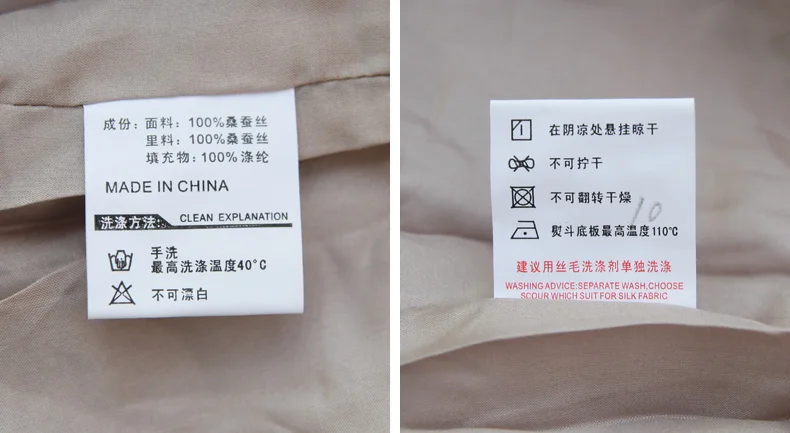 成份：面料：100%桑蚕丝
里料：100%桑蚕丝
填充物：100%涤纶
MADE IN CHINA
洗涤方法： CLEAN EXPLANATION
手洗
最高洗涤温度40℃
不可漂白
在阴凉处悬挂晾干
不可拧干
不可翻转干燥
10
熨斗底板最高温度110℃
建议用丝毛洗涤剂单独洗涤
WASHING ADVICE:SEPARATE WASH,CHOOSE
SCOUR WHICH SUIT FOR SILK FABRIC